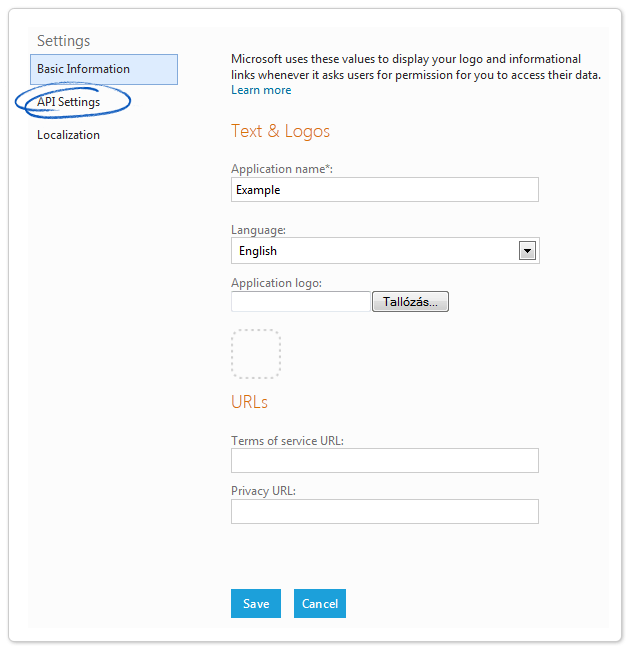 Settings
Basic Information
API Settings
Localization
Microsoft uses these values to display your logo and informational
links whenever it asks users for permission for you to access their data.
Learn more
Text & Logos
Application name*:
Example
Language:
English
Application logo:
Tallózás...
URLs
Terms of service URL:
Privacy URL:
Save
Cancel